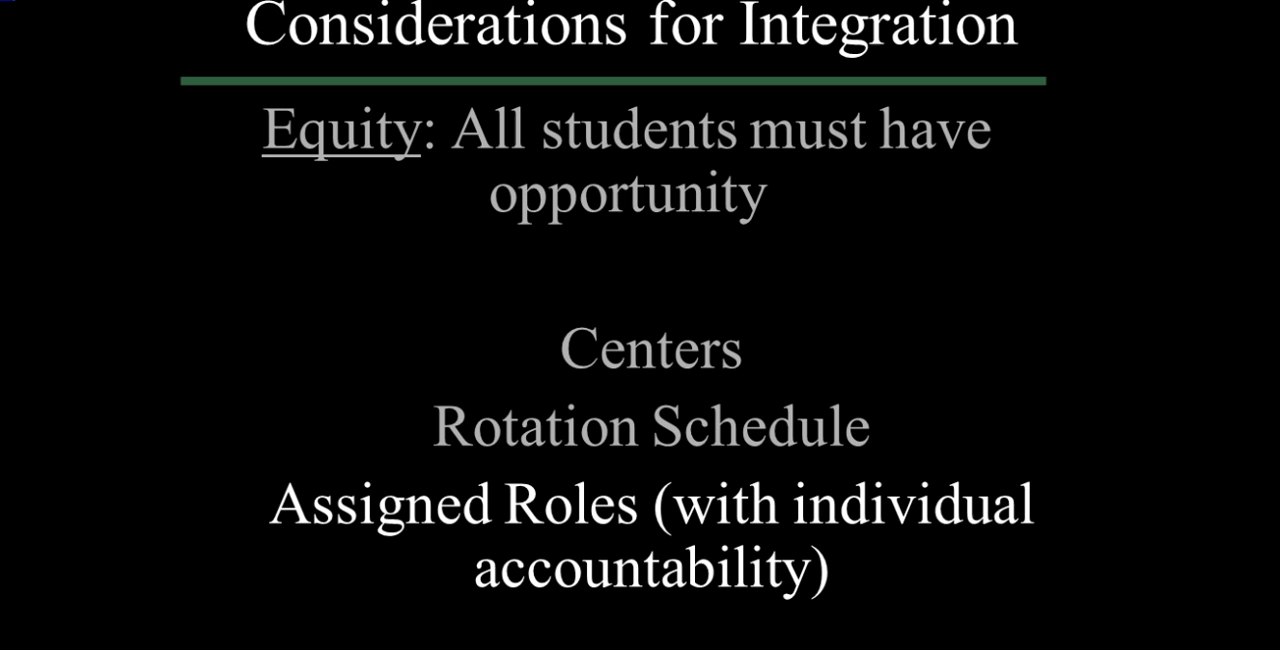 Considerations for Integration
Equity: All students must have
opportunity
Centers
Rotation Schedule
Assigned Roles (with individual
accountability)